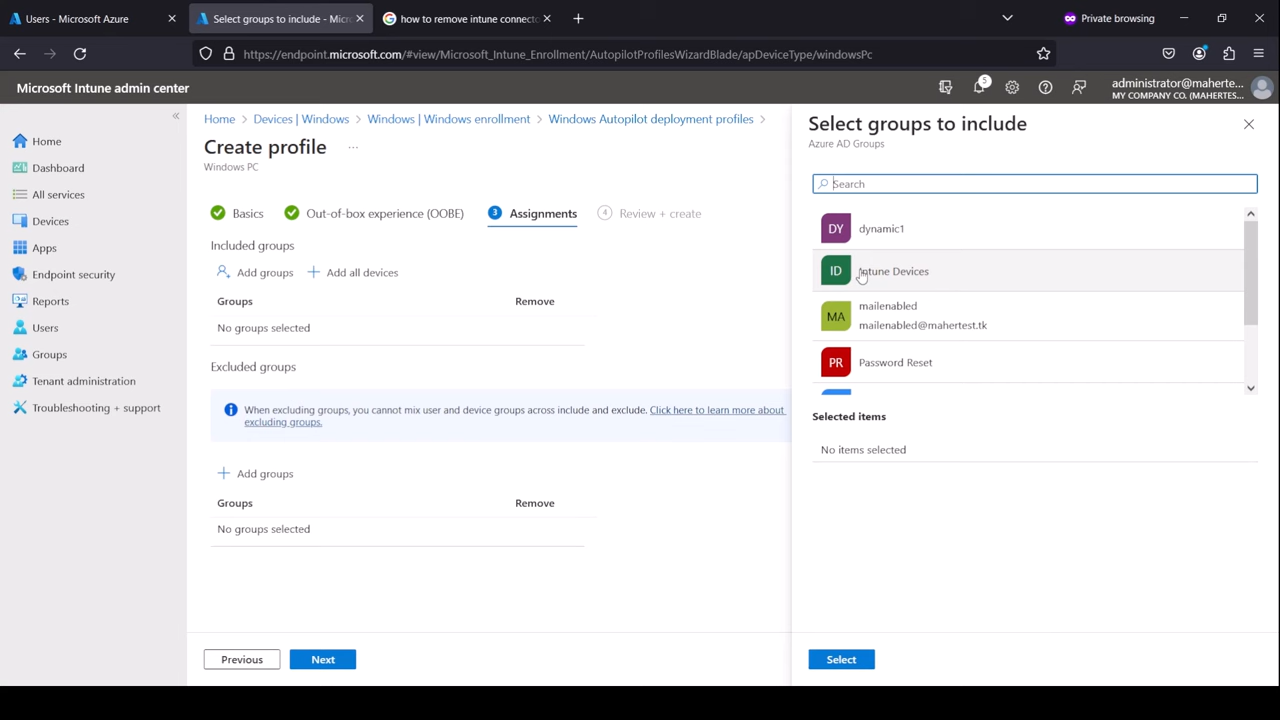 Users - Microsoft Azure
Select groups to include - Micr
how to remove intune connecto
Private browsing
https://endpoint.microsoft.com/#view/Microsoft_Intune_Enrollment/AutopilotProfilesWizardBlade/apDeviceType/windowsPc
Microsoft Intune admin center
5
administrator@maherte...
MY COMPANY CO. (MAHERTES...
Home
Dashboard
All services
Devices
Apps
Endpoint security
Reports
Users
Groups
Tenant administration
Troubleshooting + support
Home > Devices | Windows > Windows | Windows enrollment > Windows Autopilot deployment profiles >
Create profile
...
Windows PC
Basics
Out-of-box experience (OOBE)
3 Assignments
4 Review + create
Included groups
Add groups
Add all devices
Groups
Remove
No groups selected
Excluded groups
When excluding groups, you cannot mix user and device groups across include and exclude. Click here to learn more about
excluding groups.
Add groups
Groups
Remove
No groups selected
Previous
Next
Select groups to include
Azure AD Groups
Search
DY dynamic1
ID Intune Devices
MA mailenabled
mailenabled@mahertest.tk
PR Password Reset
Selected items
No items selected
Select